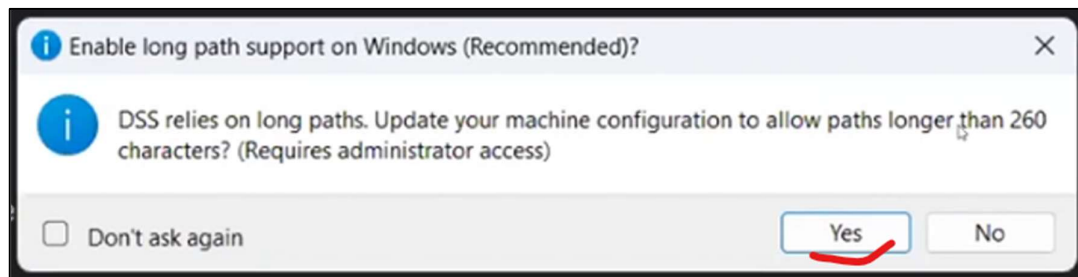 Enable long path support on Windows (Recommended)?
DSS relies on long paths. Update your machine configuration to allow paths longer than 260
characters? (Requires administrator access)
Don't ask again
Yes
No